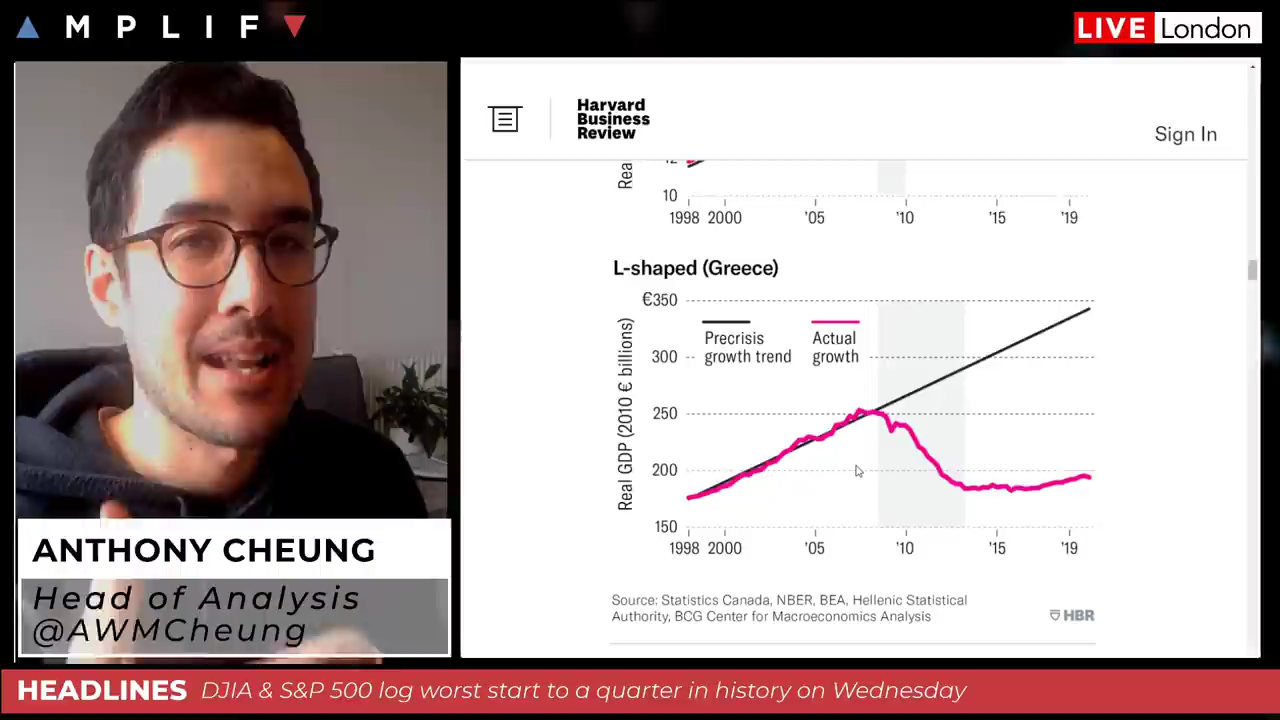 AMPLIFY
LIVE London
Harvard
Business
Review
Sign In
Rea
12
10
1998 2000 '05 '10 '15 '19
L-shaped (Greece)
€350
300
250
200
150
Real GDP (2010 € billions)
Precrisis
growth trend
Actual
growth
1998 2000 '05 '10 '15 '19
Source: Statistics Canada, NBER, BEA, Hellenic Statistical
Authority, BCG Center for Macroeconomics Analysis
HBR
ANTHONY CHEUNG
Head of Analysis
@AWMCheung
HEADLINES DJIA & S&P 500 log worst start to a quarter in history on Wednesday